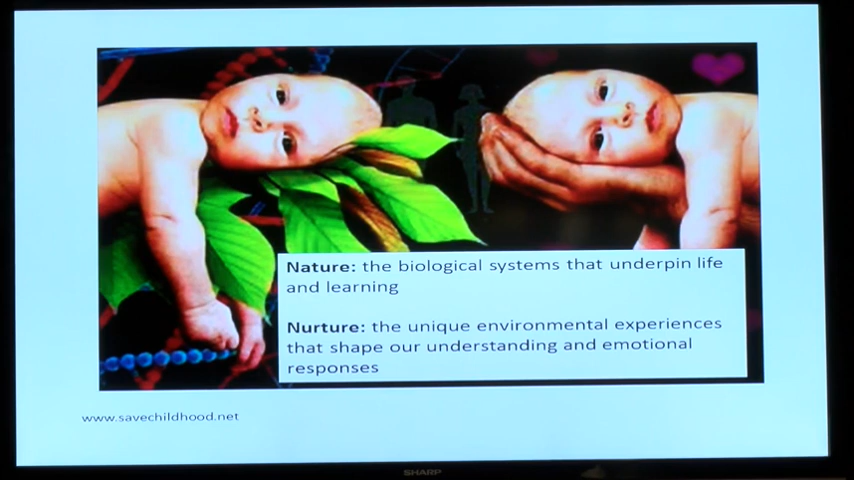 Nature: the biological systems that underpin life
and learning
Nurture: the unique environmental experiences
that shape our understanding and emotional
responses
www.savechildhood.net
SHARP